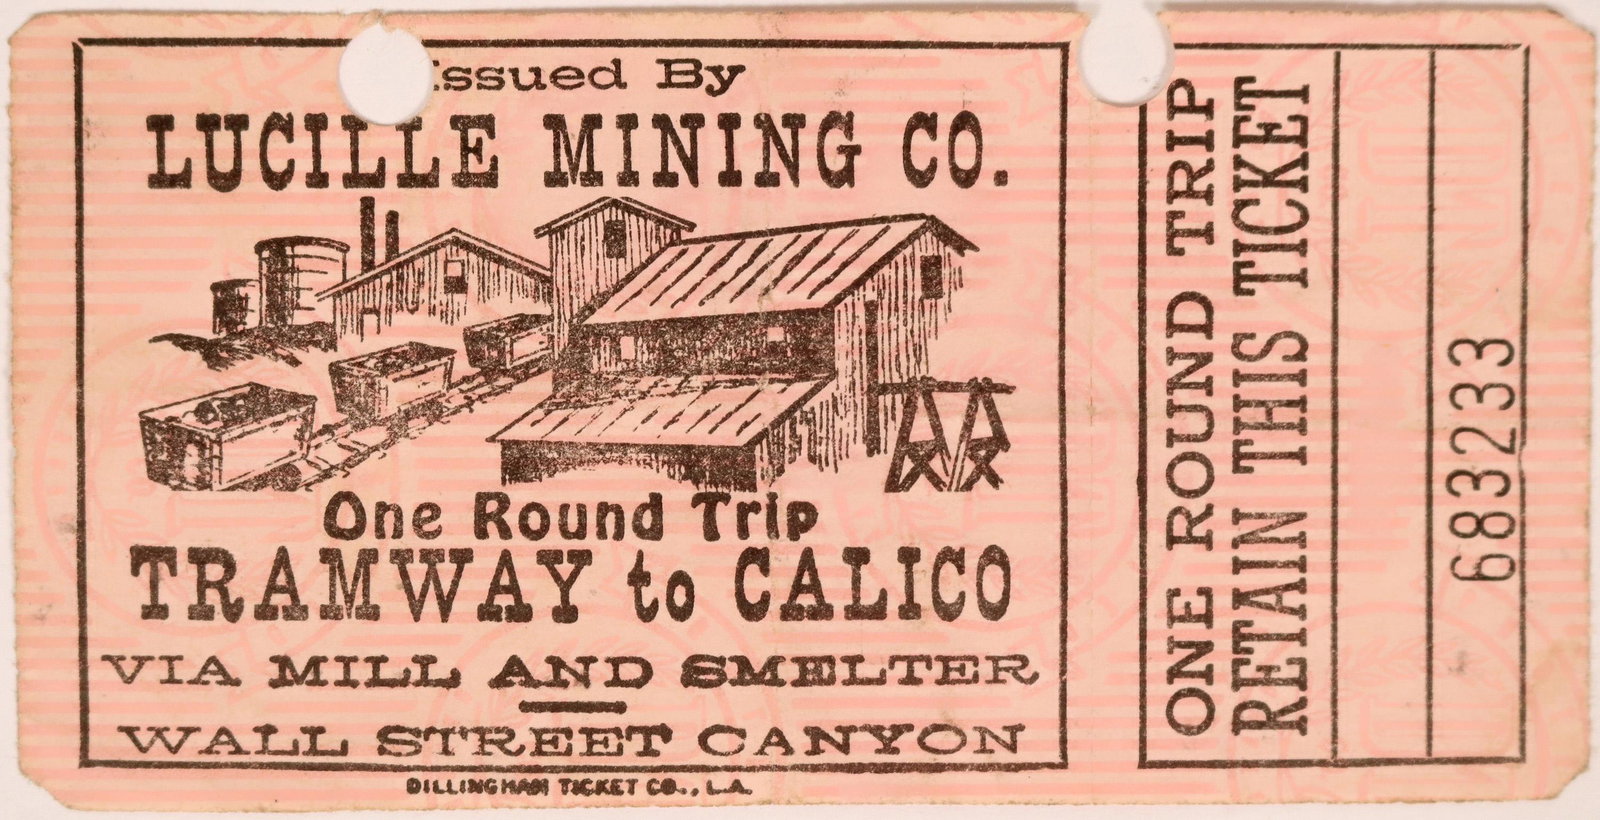 Issued By
LUCILLE MINING CO.
One Round Trip
TRAMWAY to CALICO
VIA MILL AND SMELTER
WALL STREET CANYON
DILLINGHAM TICKET CO., L.A.
ONE ROUND TRIP
RETAIN THIS TICKET
683233